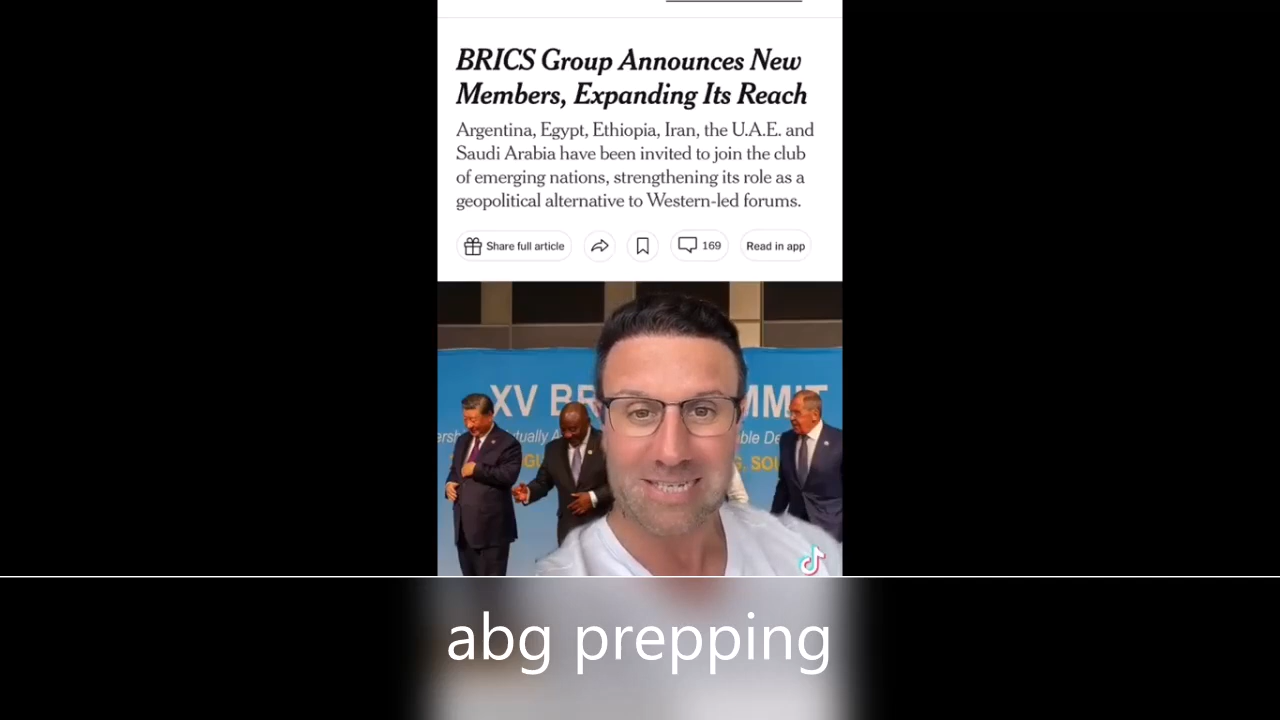 BRICS Group Announces New
Members, Expanding Its Reach
Argentina, Egypt, Ethiopia, Iran, the U.A.E. and
Saudi Arabia have been invited to join the club
of emerging nations, strengthening its role as a
geopolitical alternative to Western-led forums.
Share full article 169 Read in app
XV BR MMIT
abg prepping